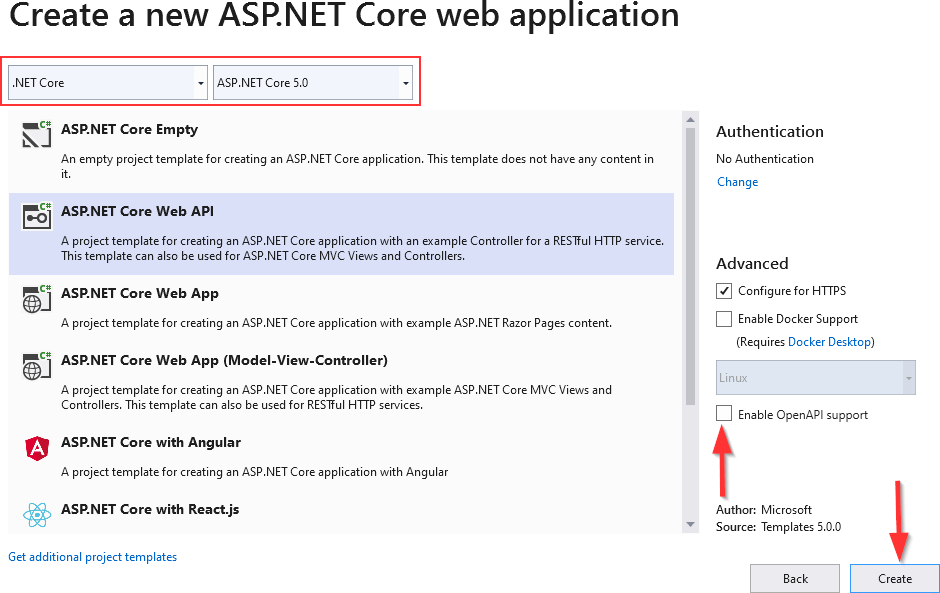 Create a new ASP.NET Core web application
.NET Core
ASP.NET Core 5.0
C#
ASP.NET Core Empty
An empty project template for creating an ASP.NET Core application. This template does not have any content in
it.
C#
ASP.NET Core Web API
A project template for creating an ASP.NET Core application with an example Controller for a RESTful HTTP service.
This template can also be used for ASP.NET Core MVC Views and Controllers.
C#
ASP.NET Core Web App
A project template for creating an ASP.NET Core application with example ASP.NET Razor Pages content.
C#
ASP.NET Core Web App (Model-View-Controller)
A project template for creating an ASP.NET Core application with example ASP.NET Core MVC Views and
Controllers. This template can also be used for RESTful HTTP services.
A
ASP.NET Core with Angular
A project template for creating an ASP.NET Core application with Angular
ASP.NET Core with React.js
Get additional project templates
Authentication
No Authentication
Change
Advanced
Configure for HTTPS
Enable Docker Support
(Requires Docker Desktop)
Linux
Enable OpenAPI support
Author: Microsoft
Source: Templates 5.0.0
Back
Create